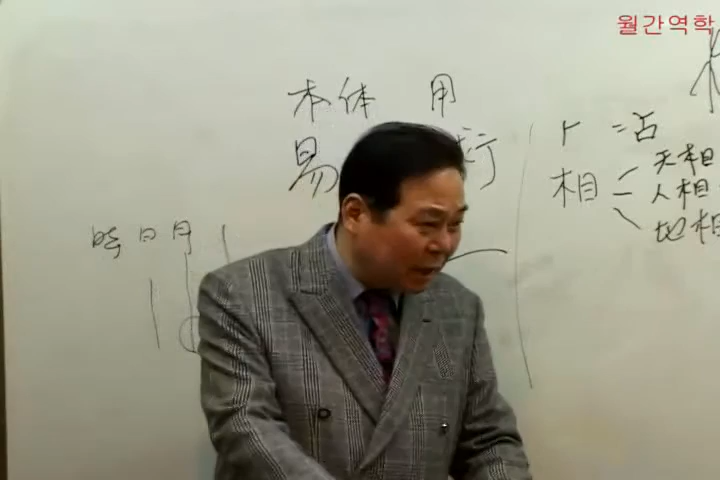 월간역학
本体 用
易 行
時日月
卜 = 占
相
天相
人相
地相